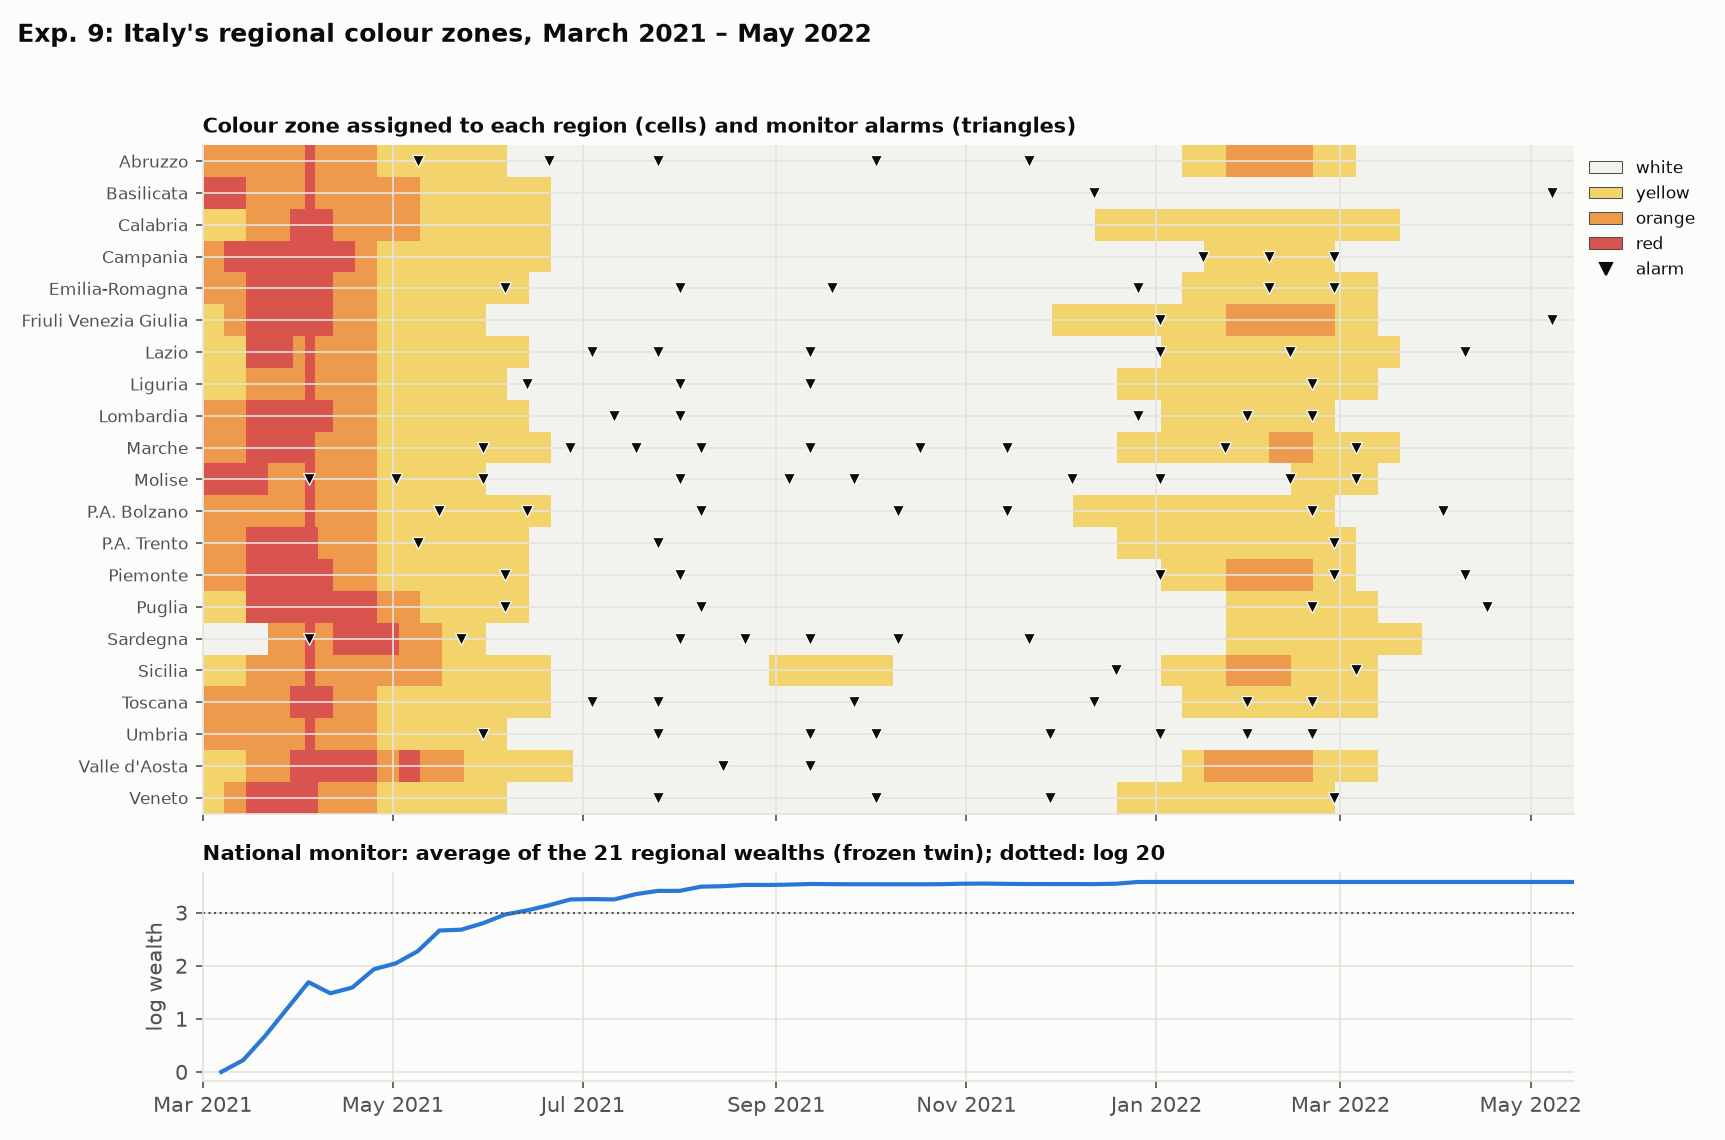 Exp. 9: Italy's regional colour zones, March 2021 – May 2022
Colour zone assigned to each region (cells) and monitor alarms (triangles)
Abruzzo
Basilicata
Calabria
Campania
Emilia-Romagna
Friuli Venezia Giulia
Lazio
Liguria
Lombardia
Marche
Molise
P.A. Bolzano
P.A. Trento
Piemonte
Puglia
Sardegna
Sicilia
Toscana
Umbria
Valle d'Aosta
Veneto
white
yellow
orange
red
alarm
National monitor: average of the 21 regional wealths (frozen twin); dotted: log 20
log wealth
3
2
1
0
Mar 2021 May 2021 Jul 2021 Sep 2021 Nov 2021 Jan 2022 Mar 2022 May 2022